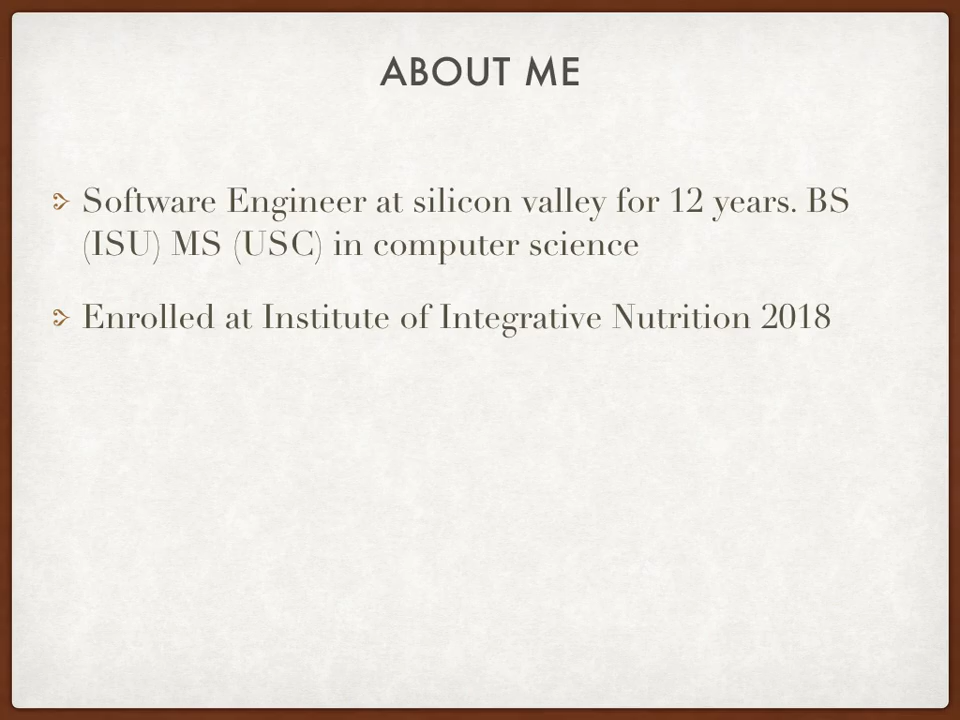 ABOUT ME
Software Engineer at silicon valley for 12 years. BS
(ISU) MS (USC) in computer science
Enrolled at Institute of Integrative Nutrition 2018